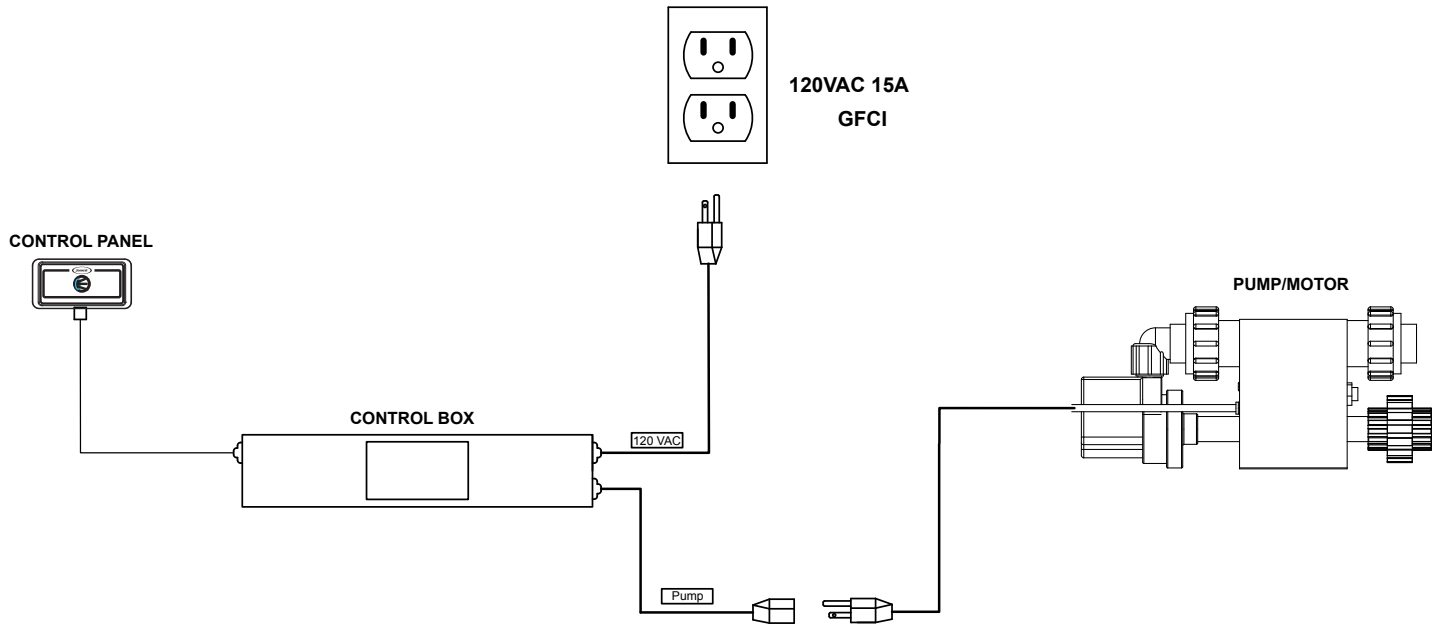 120VAC 15A
GFCI
CONTROL PANEL
PUMP/MOTOR
CONTROL BOX
120 VAC
Pump